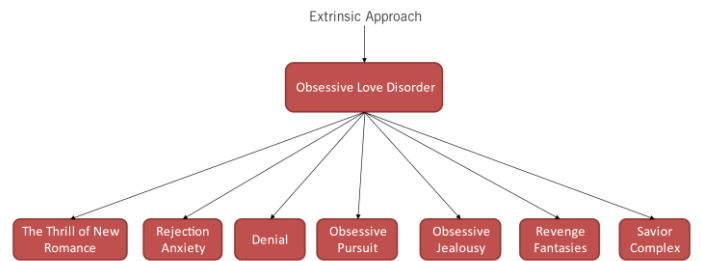 Extrinsic Approach
Obsessive Love Disorder
The Thrill of New
Romance
Rejection
Anxiety
Denial
Obsessive
Pursuit
Obsessive
Jealousy
Revenge
Fantasies
Savior
Complex